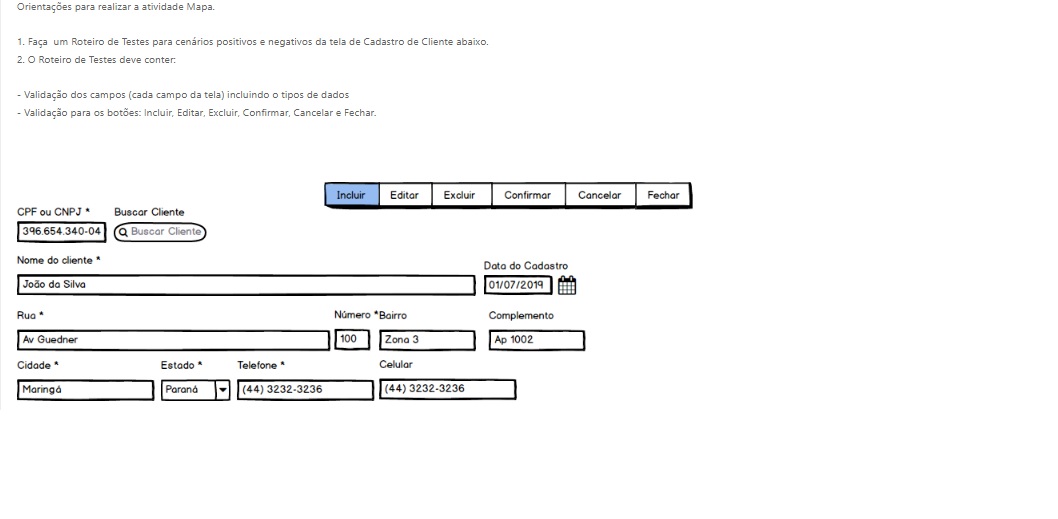 Orientações para realizar a atividade Mapa.
1. Faça um Roteiro de Testes para cenários positivos e negativos da tela de Cadastro de Cliente abaixo.
2. O Roteiro de Testes deve conter:
- Validação dos campos (cada campo da tela) incluindo o tipos de dados
- Validação para os botões: Incluir, Editar, Excluir, Confirmar, Cancelar e Fechar.
Incluir Editar Excluir Confirmar Cancelar Fechar
CPF ou CNPJ * Buscar Cliente
396.654.340-04 Buscar Cliente
Nome do cliente * Data do Cadastro
João da Silva 01/07/2019
Rua * Número * Bairro Complemento
Av Guedner 100 Zona 3 Ap 1002
Cidade * Estado * Telefone * Celular
Maringá Paraná (44) 3232-3236 (44) 3232-3236